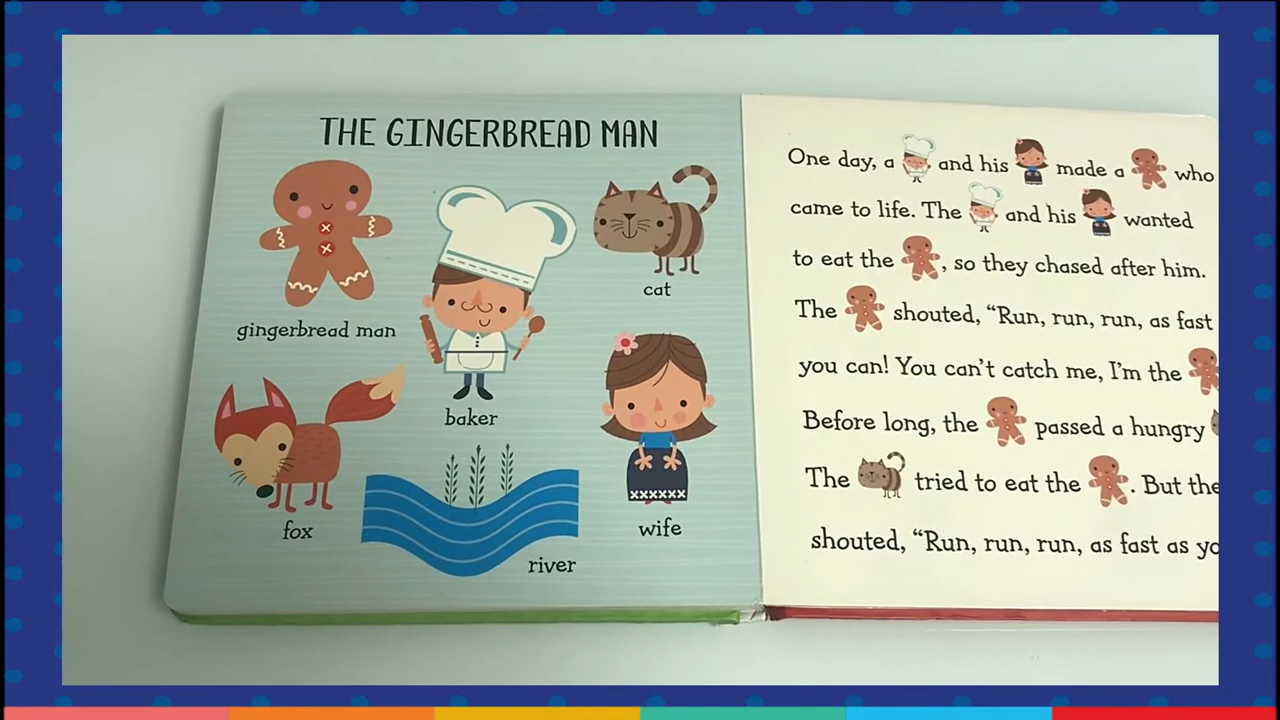 THE GINGERBREAD MAN
gingerbread man
baker
cat
fox
river
wife
One day, a and his made a who
came to life. The and his wanted
to eat the , so they chased after him.
The shouted, “Run, run, run, as fast
you can! You can’t catch me, I’m the
Before long, the passed a hungry
The tried to eat the . But the
shouted, “Run, run, run, as fast as